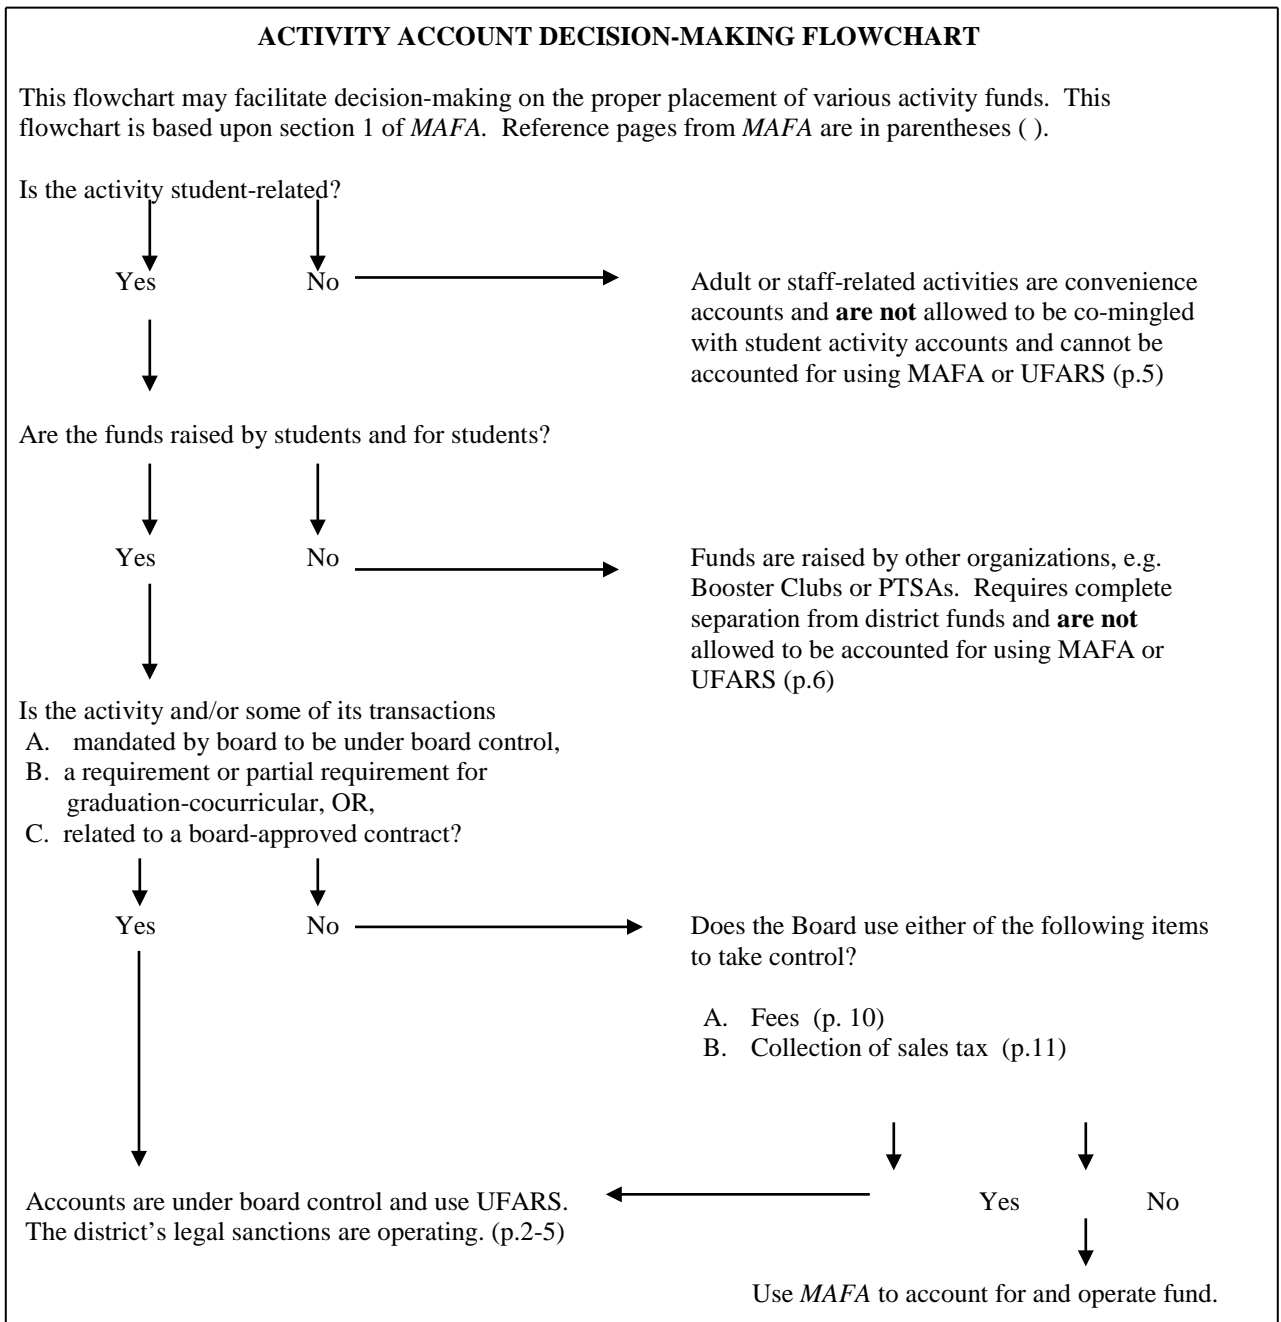 ACTIVITY ACCOUNT DECISION-MAKING FLOWCHART
This flowchart may facilitate decision-making on the proper placement of various activity funds.  This
flowchart is based upon section 1 of MAFA.  Reference pages from MAFA are in parentheses ( ).
Is the activity student-related?
Yes
No
Adult or staff-related activities are convenience
accounts and are not allowed to be co-mingled
with student activity accounts and cannot be
accounted for using MAFA or UFARS (p.5)
Are the funds raised by students and for students?
Yes
No
Funds are raised by other organizations, e.g.
Booster Clubs or PTSAs.  Requires complete
separation from district funds and are not
allowed to be accounted for using MAFA or
UFARS (p.6)
Is the activity and/or some of its transactions
A.  mandated by board to be under board control,
B.  a requirement or partial requirement for
graduation-cocurricular, OR,
C.  related to a board-approved contract?
Yes
No
Does the Board use either of the following items
to take control?
A.  Fees  (p. 10)
B.  Collection of sales tax  (p.11)
Yes
No
Accounts are under board control and use UFARS.
The district's legal sanctions are operating. (p.2-5)
Use MAFA to account for and operate fund.